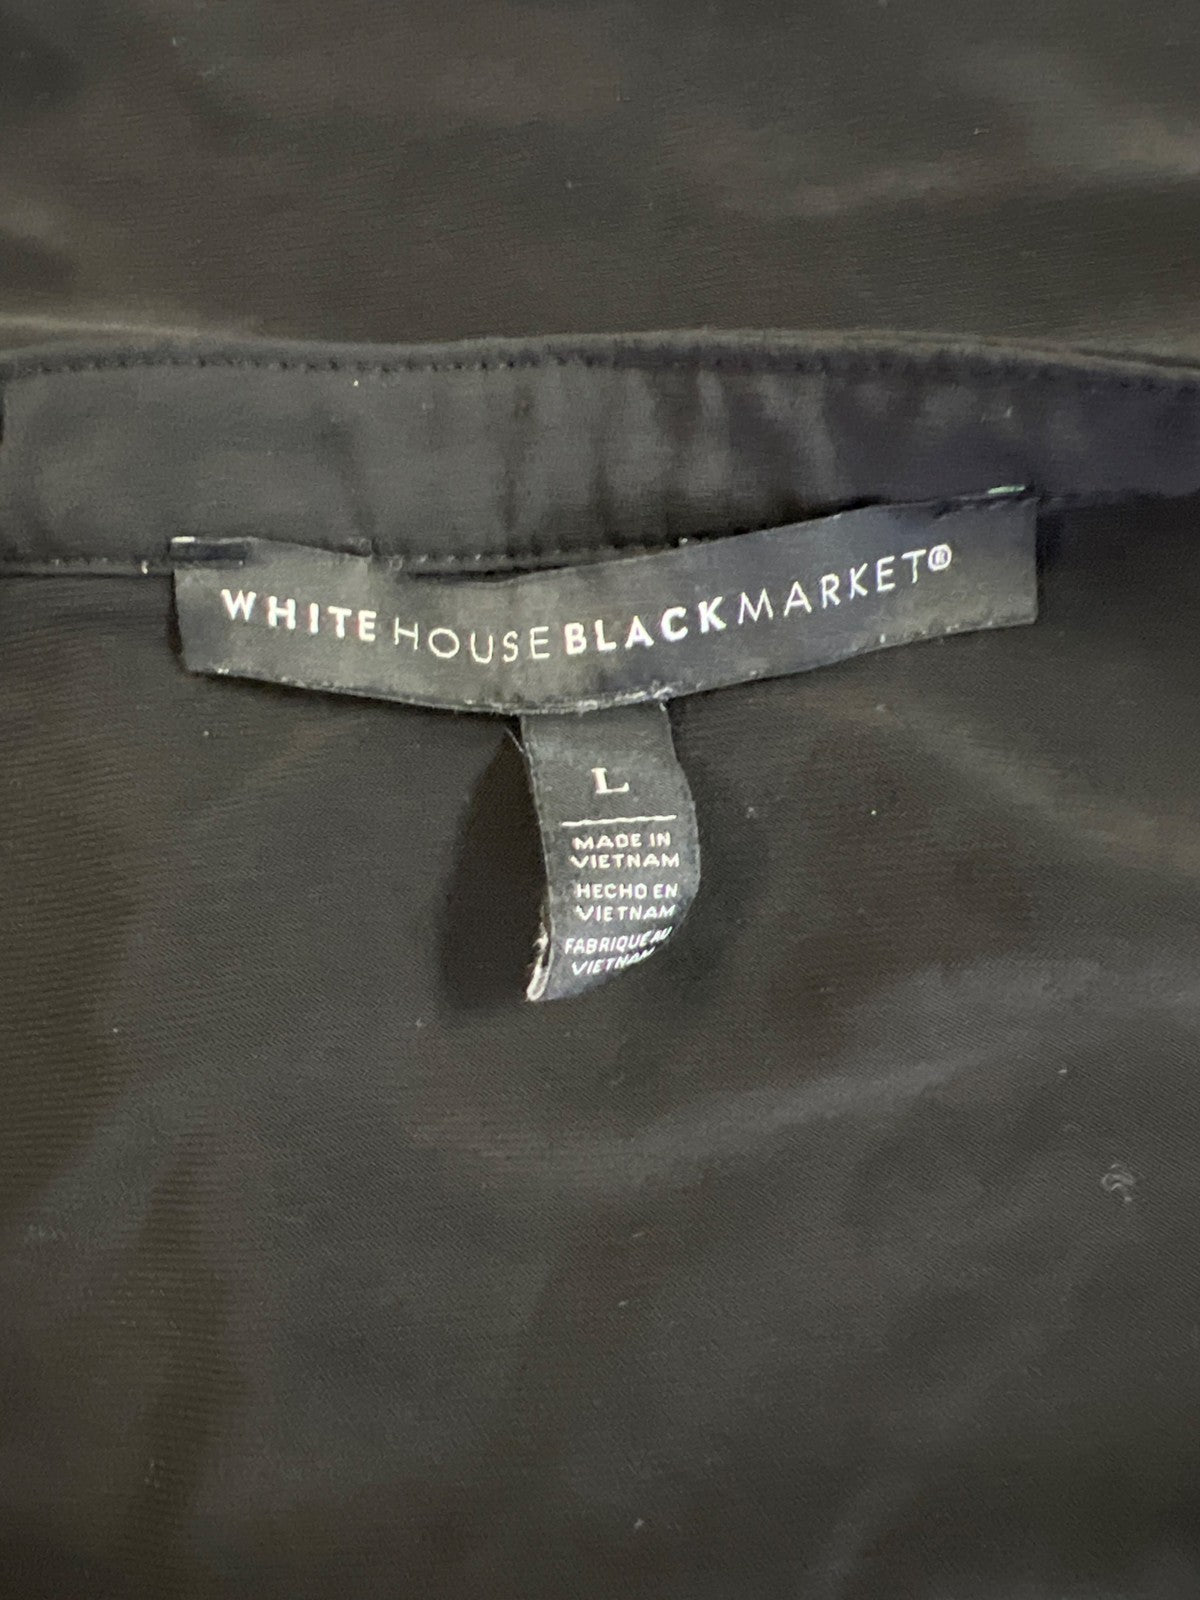 WHITE HOUSE BLACK MARKET®
L
MADE IN
VIETNAM
HECHO EN
VIETNAM
FABRIQUE AU
VIETNAM